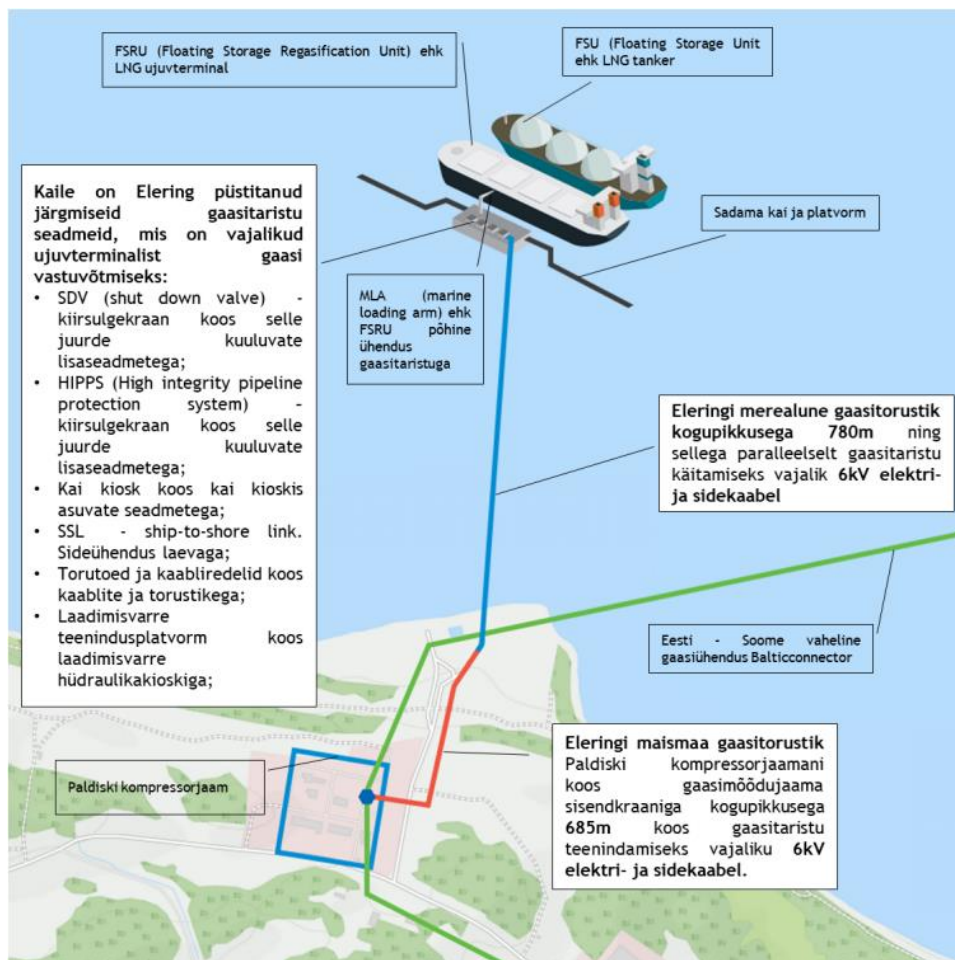 FSRU (Floating Storage Regasification Unit) ehk
LNG ujuvterminal
FSU (Floating Storage Unit
ehk LNG tanker
Kaile on Elering püstitanud
järgmiseid gaasitaristu
seadmeid, mis on vajalikud
ujuvterminalist gaasi
vastuvõtmiseks:
• SDV (shut down valve) -
kiirsulgekraan koos selle
juurde kuuluvate
lisaseadmetega;
• HIPPS (High integrity pipeline
protection system) –
kiirsulgekraan koos selle
juurde kuuluvate
lisaseadmetega;
• Kai kiosk koos kai kioskis
asuvate seadmetega;
• SSL - ship-to-shore link.
Sideühendus laevaga;
• Torutoed ja kaabliredelid koos
kaablite ja torustikega;
• Laadimisvarre
teenindusplatvorm koos
laadimisvarre
hüdraulikakioskiga;
Sadama kai ja platvorm
MLA (marine
loading arm) ehk
FSRU põhine
ühendus
gaasitaristuga
Eleringi merealune gaasitorustik
kogupikkusega 780m ning
sellega paralleelselt gaasitaristu
käitamiseks vajalik 6kV elektri-
ja sidekaabel
Eesti - Soome vaheline
gaasiühendus Balticconnector
Paldiski kompressorjaam
Eleringi maismaa gaasitorustik
Paldiski kompressorjaamani
koos gaasimõõdujaama
sisendkraaniga kogupikkusega
685m koos gaasitaristu
teenindamiseks vajaliku 6kV
elektri- ja sidekaabel.